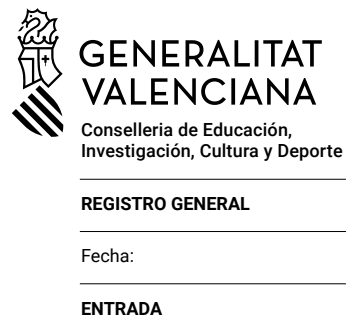 GENERALITAT
VALENCIANA
Conselleria de Educación,
Investigación, Cultura y Deporte
REGISTRO GENERAL
Fecha:
ENTRADA